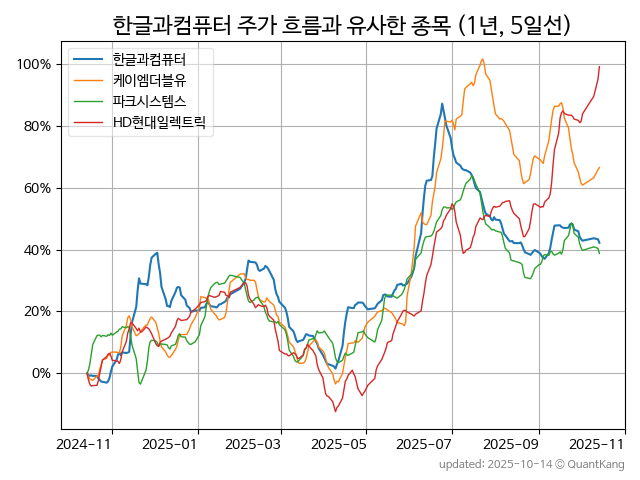 한글과컴퓨터 주가 흐름과 유사한 종목 (1년, 5일선)
한글과컴퓨터
케이엠더블유
파크시스템스
HD현대일렉트릭
100%
80%
60%
40%
20%
0%
2024-11 2025-01 2025-03 2025-05 2025-07 2025-09 2025-11
updated: 2025-10-14 © QuantKang